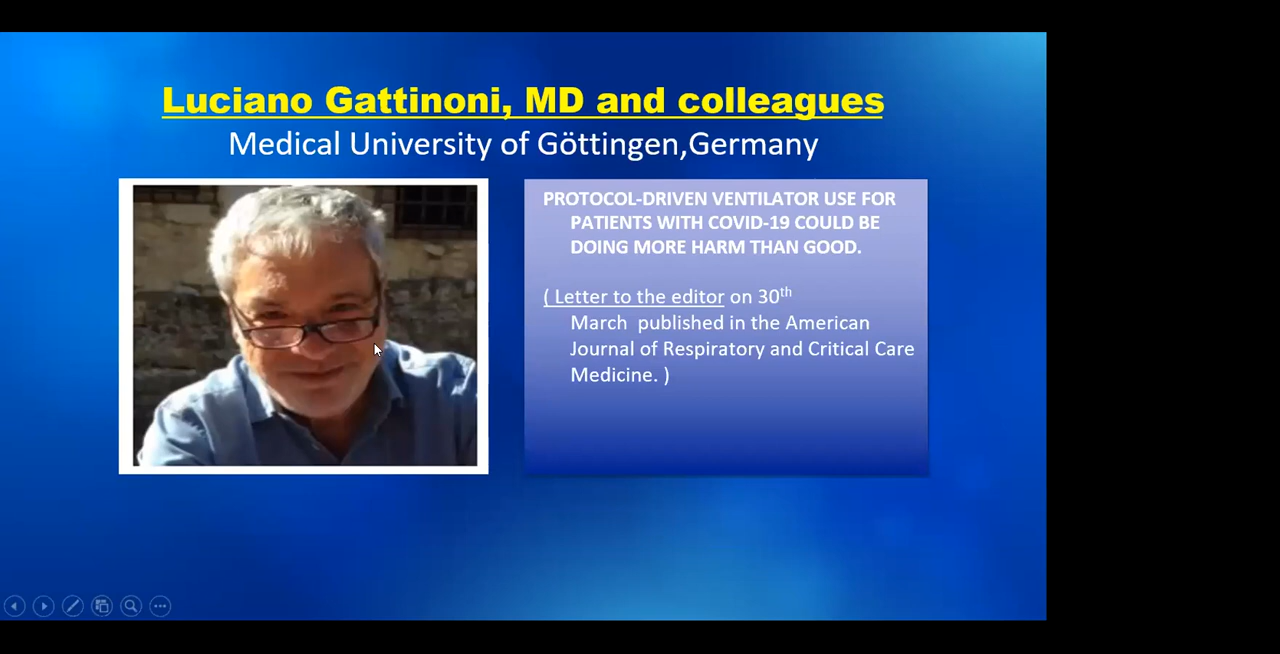 Luciano Gattinoni, MD and colleagues
Medical University of Göttingen,Germany
PROTOCOL-DRIVEN VENTILATOR USE FOR
PATIENTS WITH COVID-19 COULD BE
DOING MORE HARM THAN GOOD.
( Letter to the editor on 30th
March published in the American
Journal of Respiratory and Critical Care
Medicine. )